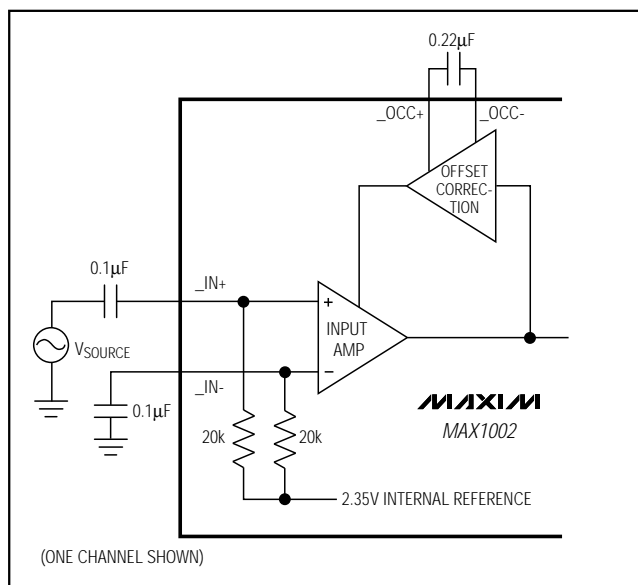 0.22µF
_OCC+
_OCC-
OFFSET
CORREC-
TION
0.1µF
_IN+
+
INPUT
AMP
VSOURCE
_IN-
−
0.1µF
20k
20k
MAXIM
MAX1002
2.35V INTERNAL REFERENCE
(ONE CHANNEL SHOWN)